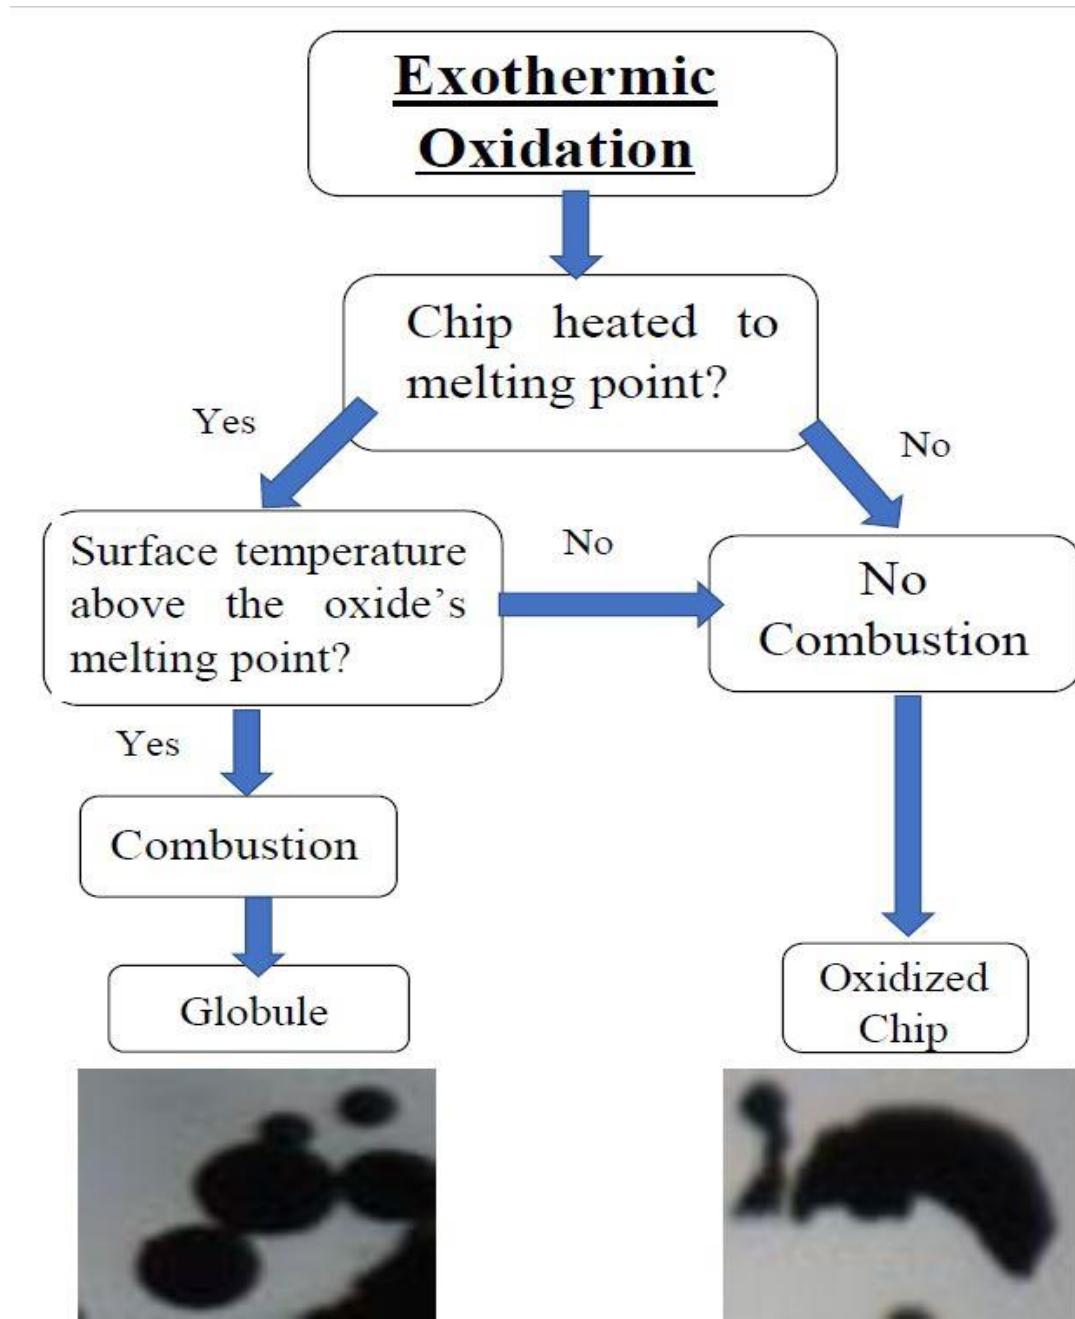 Exothermic
Oxidation
Chip heated to
melting point?
Yes
No
Surface temperature
above the oxide's
melting point?
No
No
Combustion
Yes
Combustion
Globule
Oxidized
Chip